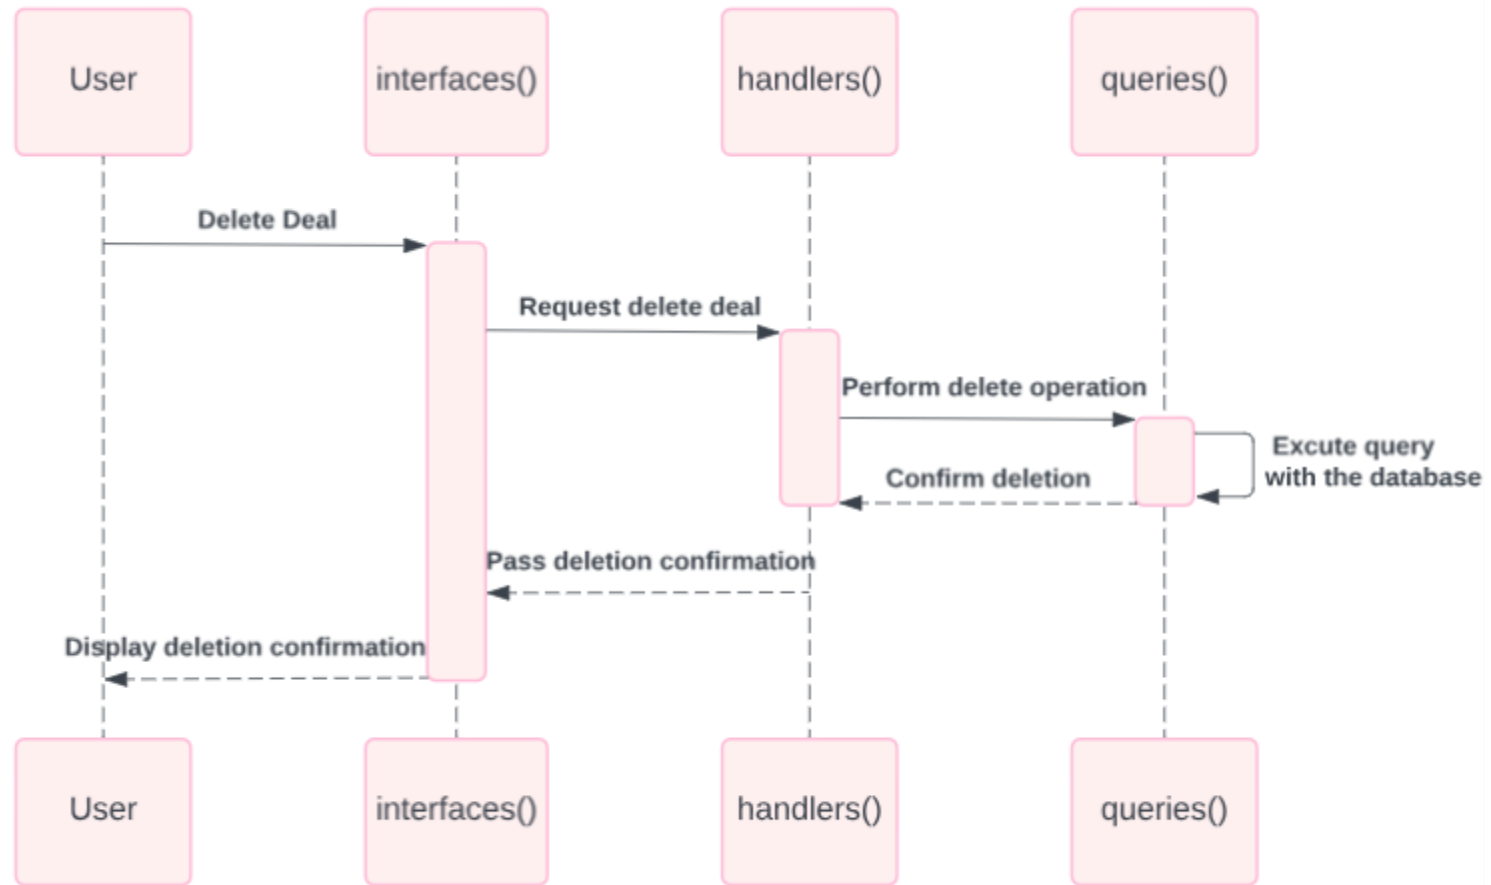 User
interfaces()
handlers()
queries()
Delete Deal
Request delete deal
Perform delete operation
Excute query
with the database
Confirm deletion
Pass deletion confirmation
Display deletion confirmation
User
interfaces()
handlers()
queries()